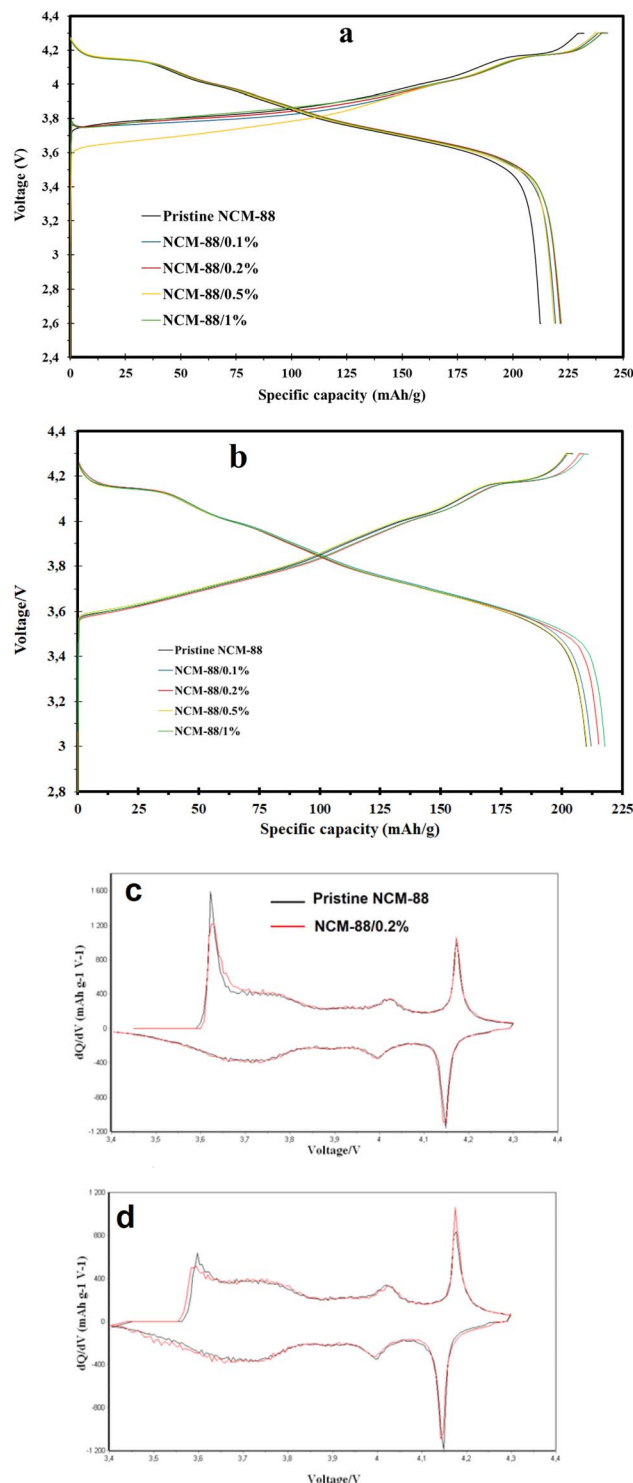 a
4,4
4,2
4
3,8
3,6
3,4
3,2
3
2,8
2,6
2,4
Voltage (V)
Pristine NCM-88
NCM-88/0.1%
NCM-88/0.2%
NCM-88/0.5%
NCM-88/1%
0 25 50 75 100 125 150 175 200 225 250
Specific capacity (mAh/g)
b
4,4
4,2
4
3,8
3,6
3,4
3,2
3
2,8
Voltage/V
Pristine NCM-88
NCM-88/0.1%
NCM-88/0.2%
NCM-88/0.5%
NCM-88/1%
0 25 50 75 100 125 150 175 200 225
Specific capacity (mAh/g)
c
Pristine NCM-88
NCM-88/0.2%
1 600
1 200
800
400
0
-400
-800
-1 200
dQ/dV (mAh g-1 V-1)
3,4 3,5 3,6 3,7 3,8 3,9 4 4,1 4,2 4,3 4,4
Voltage/V
d
1 200
800
400
0
-400
-800
-1 200
dQ/dV (mAh g-1 V-1)
3,4 3,5 3,6 3,7 3,8 3,9 4 4,1 4,2 4,3 4,4
Voltage/V